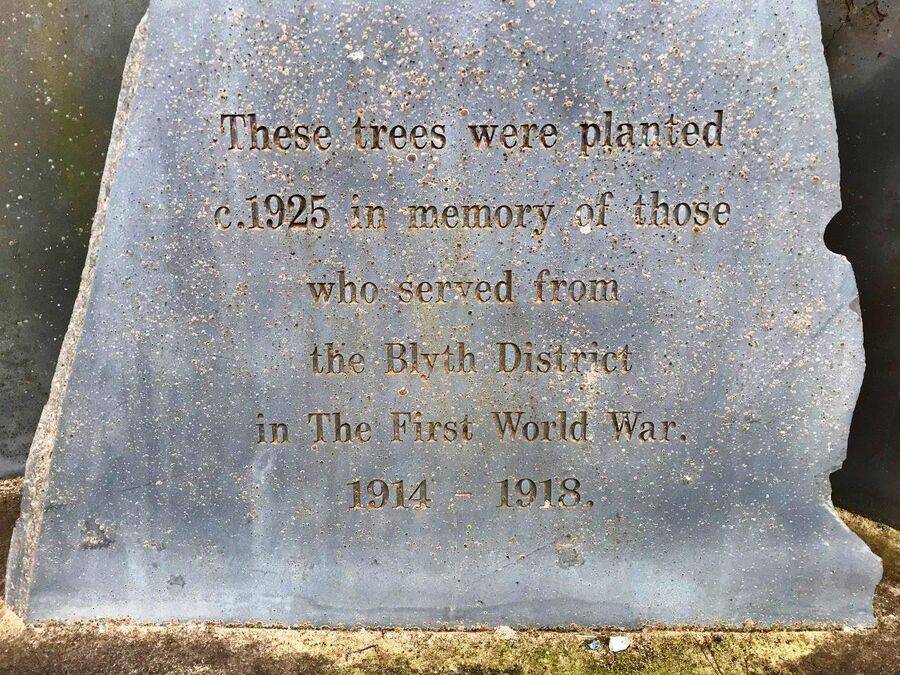 These trees were planted
c.1925 in memory of those
who served from
the Blyth District
in The First World War.
1914 - 1918.